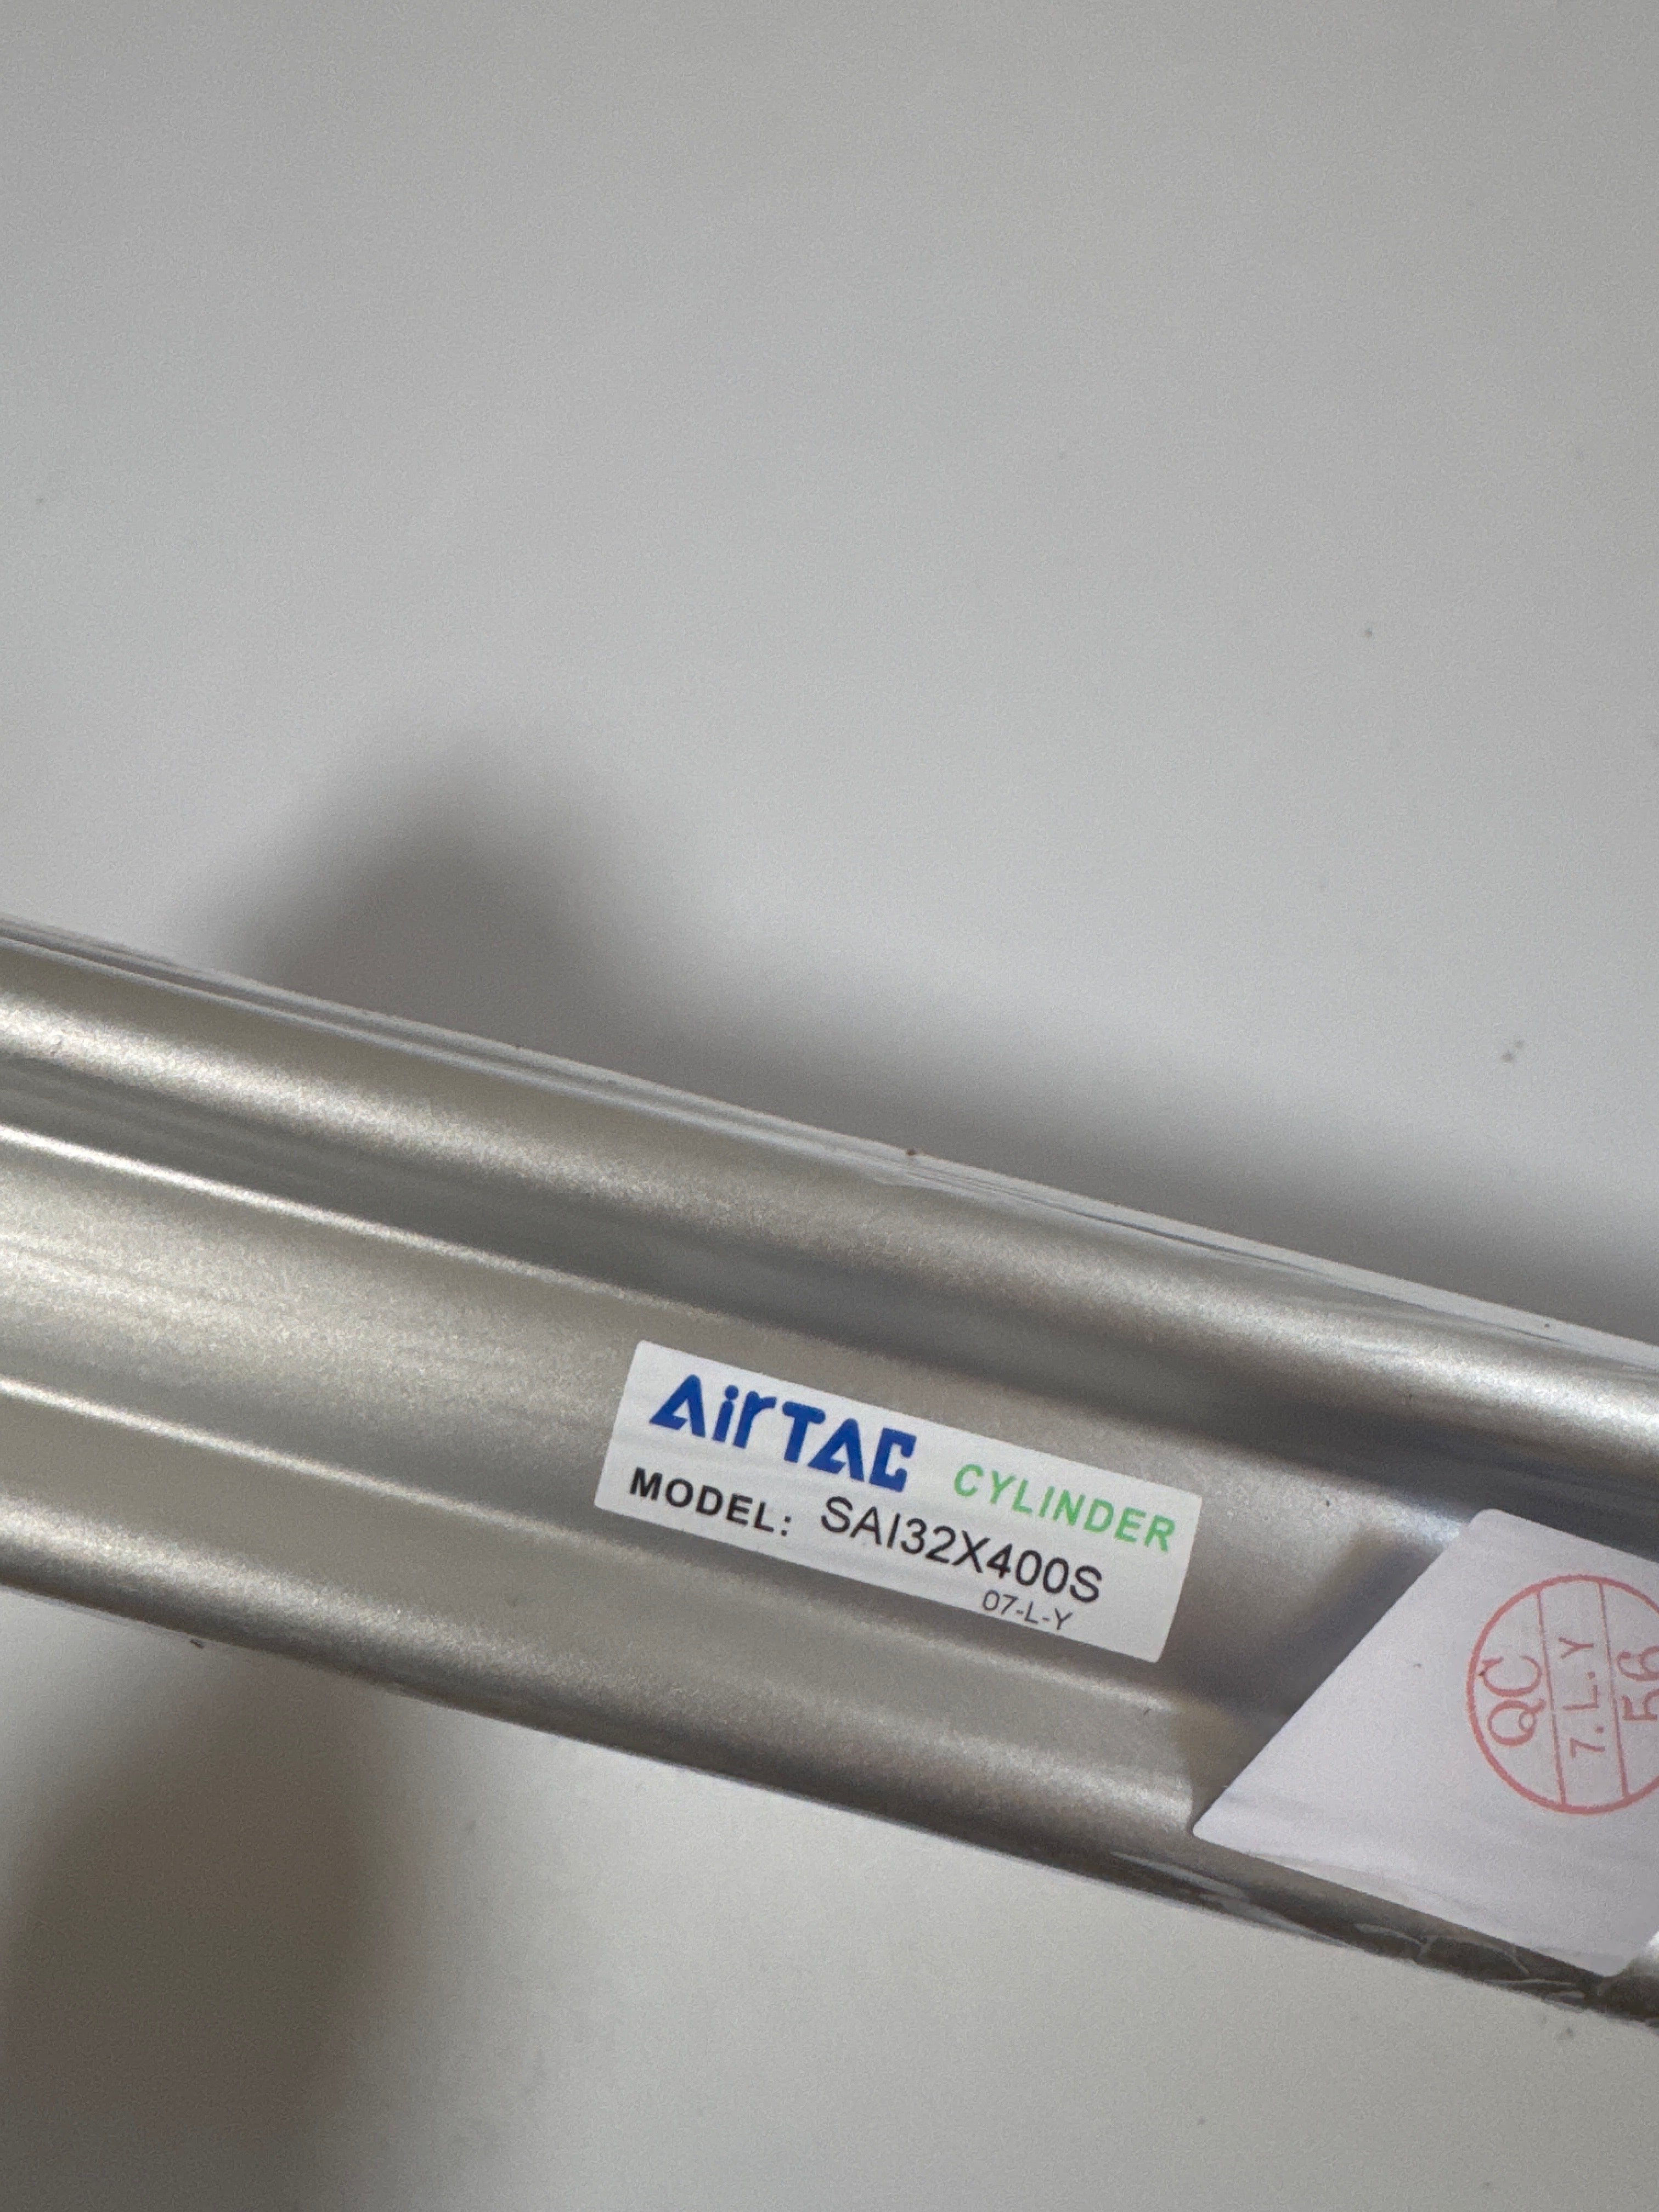 AirTAC CYLINDER
MODEL: SAI32X400S
07-L-Y
QC
7.L.Y
56